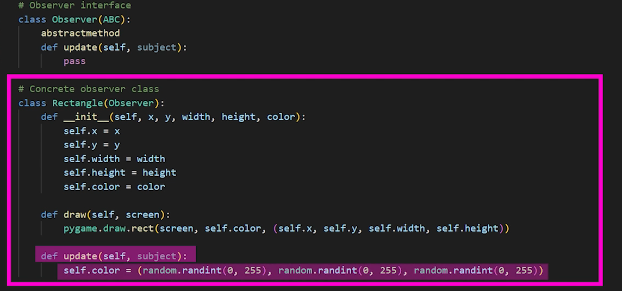 # Observer interface
class Observer(ABC):
    abstractmethod
    def update(self, subject):
        pass
# Concrete observer class
class Rectangle(Observer):
    def __init__(self, x, y, width, height, color):
        self.x = x
        self.y = y
        self.width = width
        self.height = height
        self.color = color
    def draw(self, screen):
        pygame.draw.rect(screen, self.color, (self.x, self.y, self.width, self.height))
    def update(self, subject):
        self.color = (random.randint(0, 255), random.randint(0, 255), random.randint(0, 255))